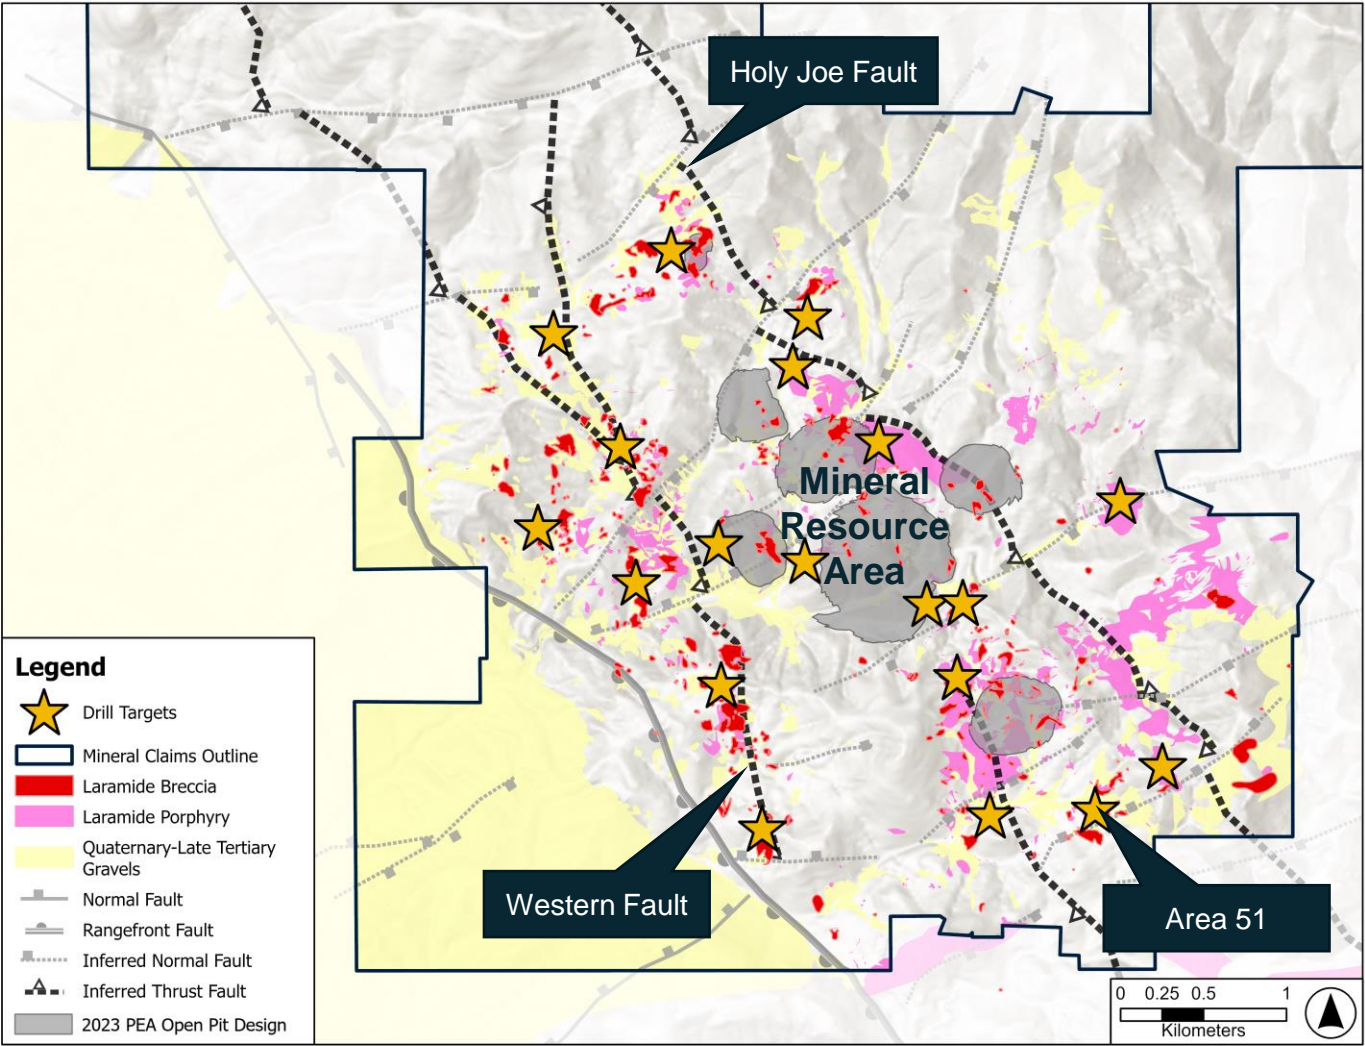 Holy Joe Fault
Mineral
Resource
Area
Western Fault
Area 51
Legend
Drill Targets
Mineral Claims Outline
Laramide Breccia
Laramide Porphyry
Quaternary-Late Tertiary
Gravels
Normal Fault
Rangefront Fault
Inferred Normal Fault
Inferred Thrust Fault
2023 PEA Open Pit Design
0 0.25 0.5 1
Kilometers